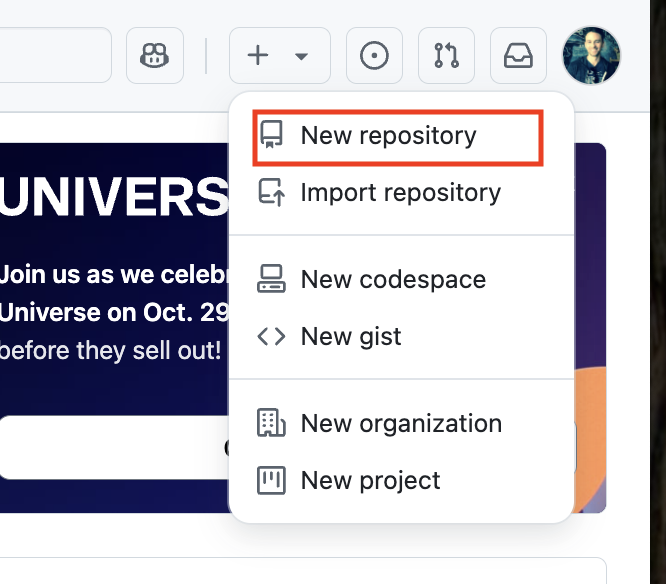 New repository
Import repository
New codespace
New gist
New organization
New project
UNIVERS
Join us as we celebr
Universe on Oct. 29
before they sell out!